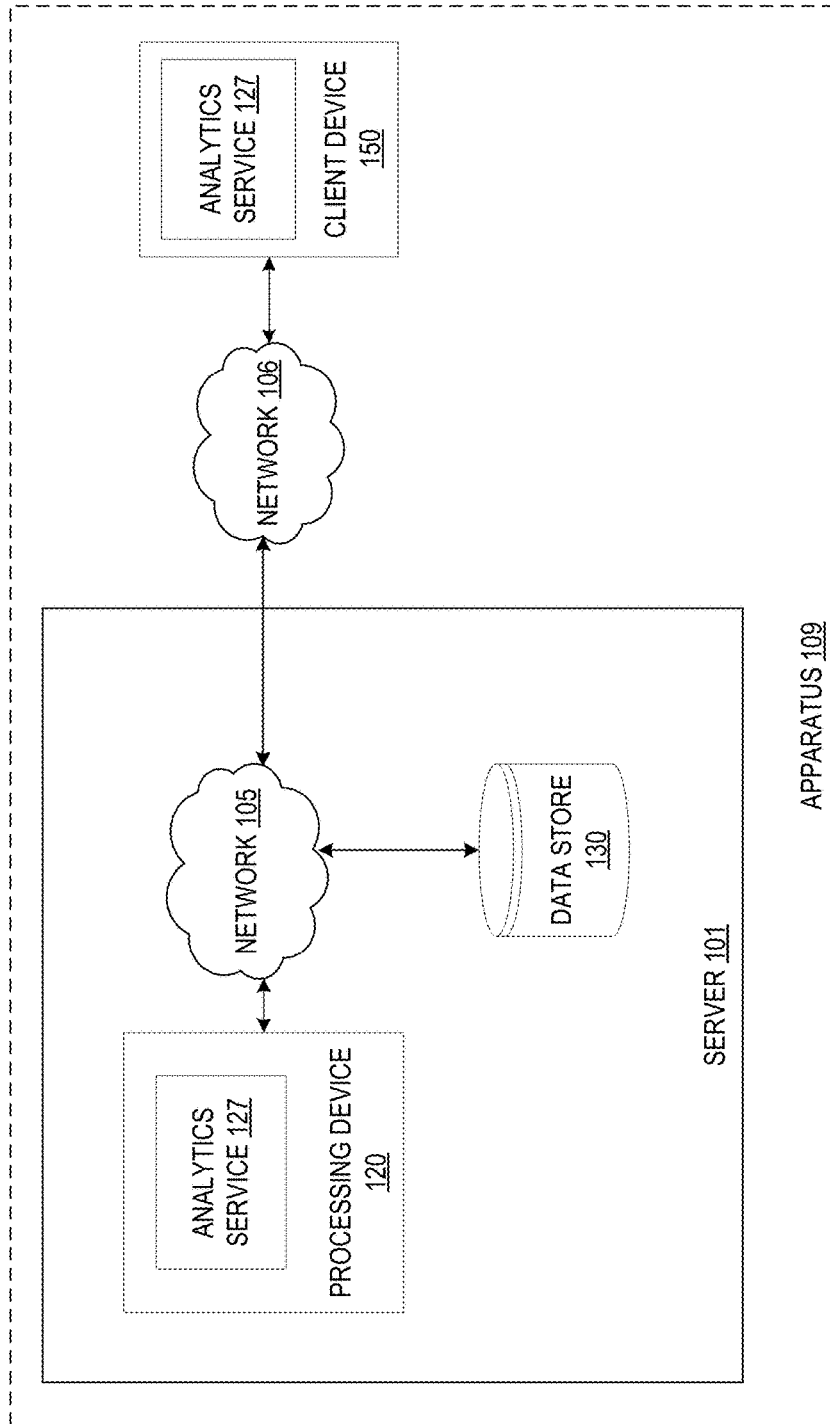 ANALYTICS
SERVICE 127
PROCESSING DEVICE
120
NETWORK 105
DATA STORE
130
SERVER 101
NETWORK 106
ANALYTICS
SERVICE 127
CLIENT DEVICE
150
APPARATUS 109